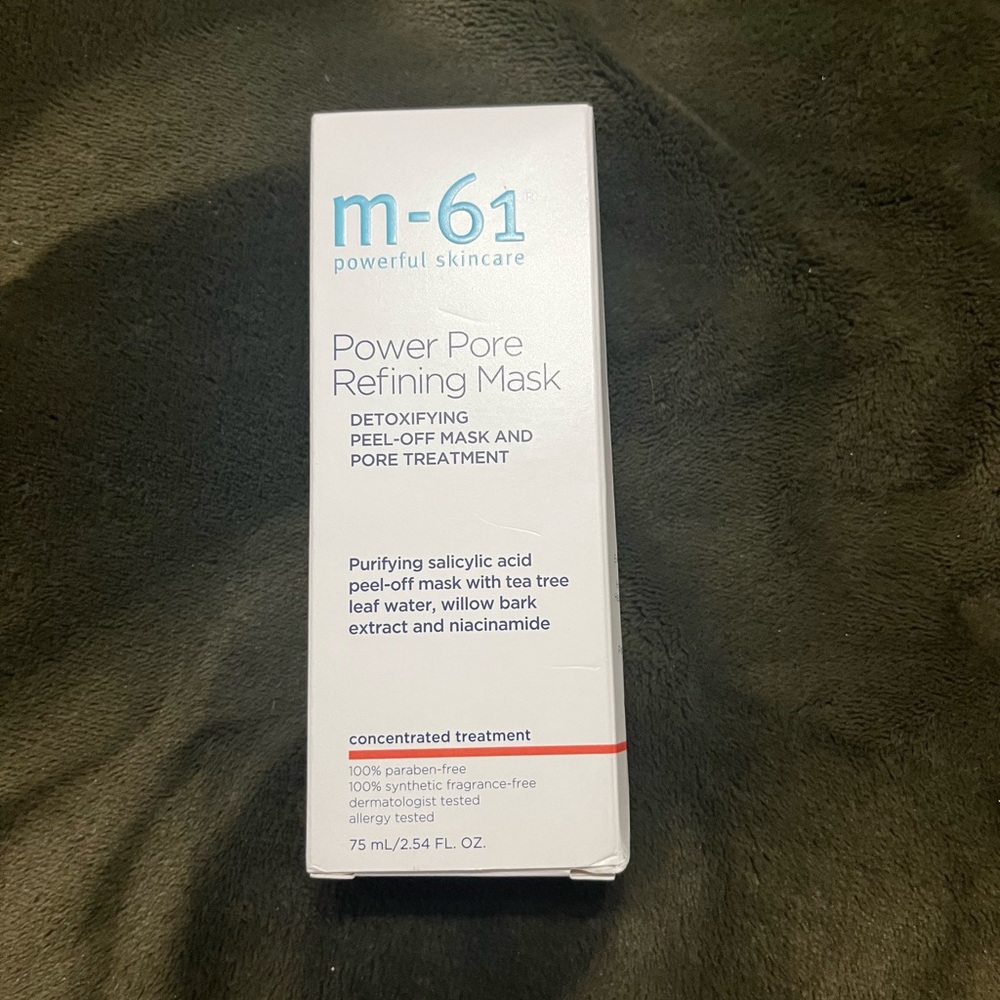 m-61®
powerful skincare
Power Pore
Refining Mask
DETOXIFYING
PEEL-OFF MASK AND
PORE TREATMENT
Purifying salicylic acid
peel-off mask with tea tree
leaf water, willow bark
extract and niacinamide
concentrated treatment
100% paraben-free
100% synthetic fragrance-free
dermatologist tested
allergy tested
75 mL/2.54 FL. OZ.